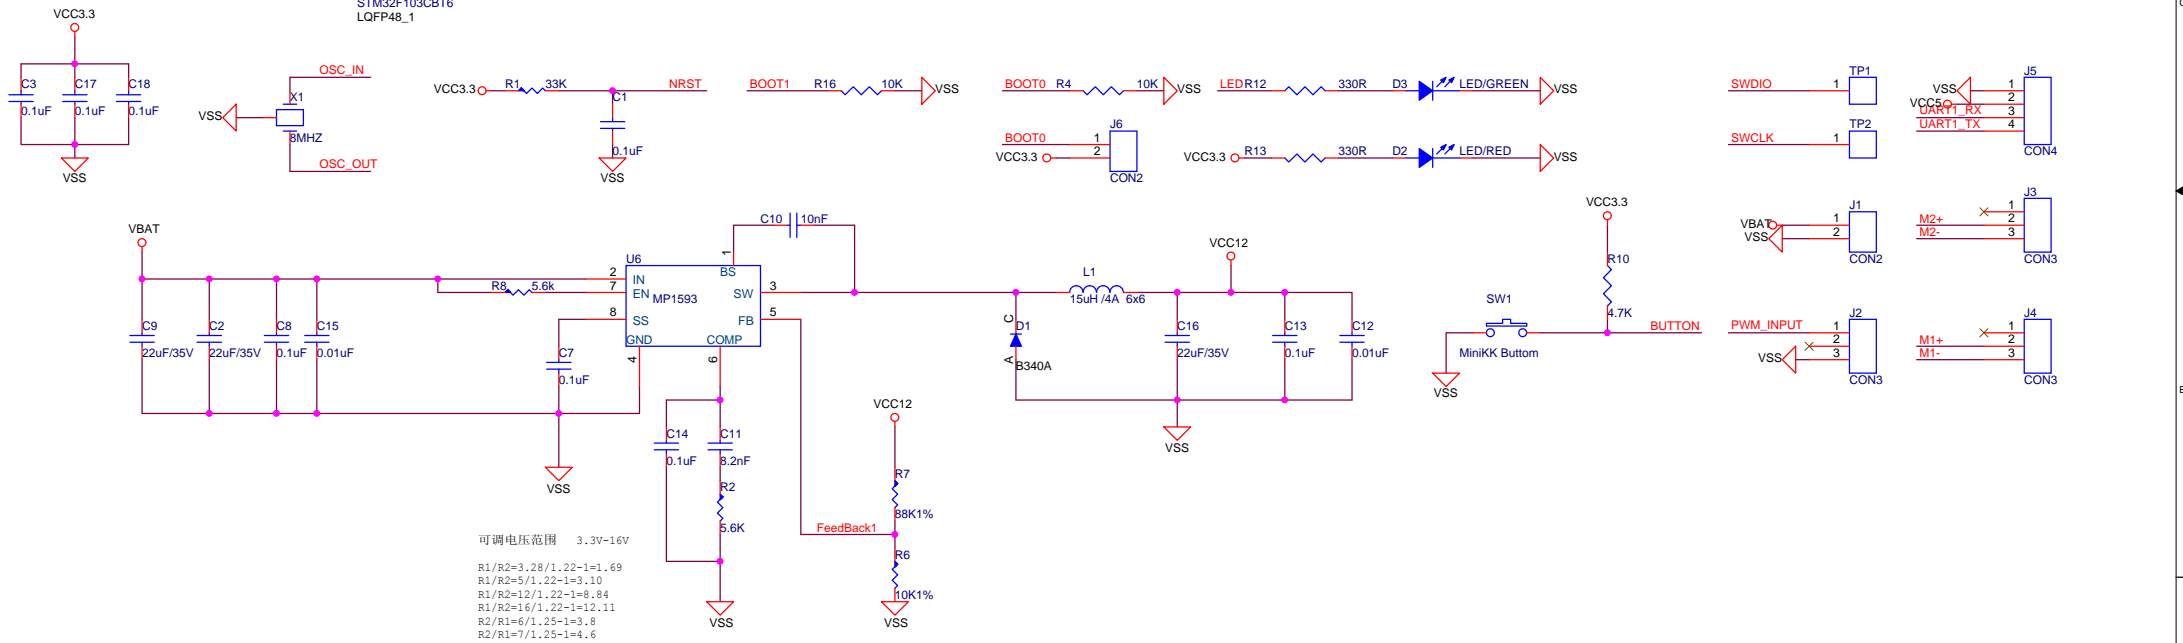 STM32F103CBT6
LQFP48_1
VCC3.3
C3
0.1uF
C17
0.1uF
C18
0.1uF
VSS
OSC_IN
X1
VSS
8MHZ
OSC_OUT
VCC3.3
R1
33K
NRST
C1
0.1uF
VSS
BOOT1
R16
10K
VSS
BOOT0
R4
10K
VSS
BOOT0
J6
1
2
VCC3.3
CON2
LED
R12
330R
D3
LED/GREEN
VSS
VCC3.3
R13
330R
D2
LED/RED
VSS
SWDIO
1
TP1
SWCLK
1
TP2
J5
VSS
1
VCC5
2
UART1_RX
3
UART1_TX
4
CON4
VBAT
C9
22uF/35V
C2
22uF/35V
C8
0.1uF
C15
0.01uF
R8
5.6k
U6
MP1593
2
IN
7
EN
8
SS
GND
4
COMP
6
1
BS
SW
3
FB
5
C10
10nF
C7
0.1uF
VSS
C14
0.1uF
C11
8.2nF
R2
5.6K
VSS
VCC12
R7
88K1%
FeedBack1
R6
10K1%
VSS
C
D1
A
B340A
L1
15uH /4A 6x6
VCC12
C16
22uF/35V
C13
0.1uF
C12
0.01uF
VSS
VCC3.3
R10
4.7K
SW1
MiniKK Buttom
BUTTON
VSS
J1
VBAT
1
VSS
2
CON2
J3
1
M2+
2
M2-
3
CON3
J2
PWM_INPUT
1
2
VSS
3
CON3
J4
1
M1+
2
M1-
3
CON3
可调电压范围 3.3V-16V
R1/R2=3.28/1.22-1=1.69
R1/R2=5/1.22-1=3.10
R1/R2=12/1.22-1=8.84
R1/R2=16/1.22-1=12.11
R2/R1=6/1.25-1=3.8
R2/R1=7/1.25-1=4.6